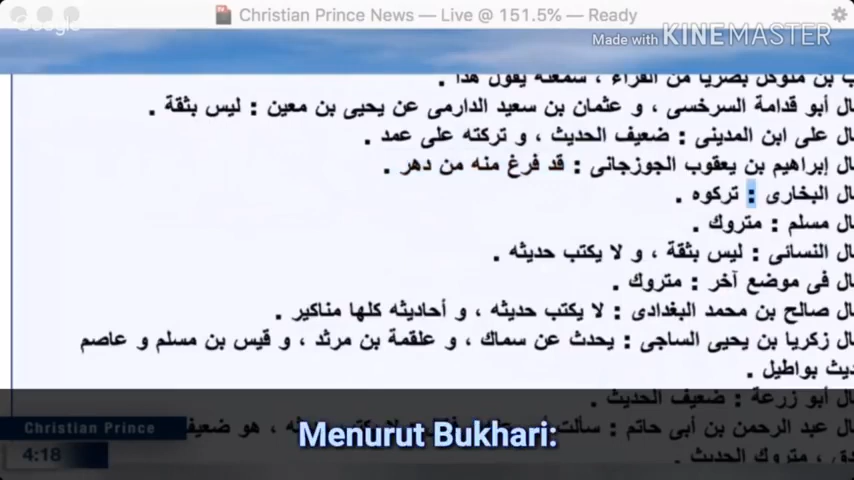 Christian Prince News — Live @ 151.5% — Ready
Google
Made with KINEMASTER
ب بن متوكل بصريا من القراء ، سمعته يقول هذا .
ال أبو قدامة السرخسى ، و عثمان بن سعيد الدارمى عن يحيى بن معين : ليس بثقة .
ال على ابن المدينى : ضعيف الحديث ، و تركته على عمد .
ال إبراهيم بن يعقوب الجوزجانى : قد فرغ منه من دهر .
ال البخارى : تركوه .
ال مسلم : متروك .
ال النسائى : ليس بثقة ، و لا يكتب حديثه .
ال فى موضع آخر : متروك .
ال صالح بن محمد البغدادى : لا يكتب حديثه ، و أحاديثه كلها مناكير .
ال زكريا بن يحيى الساجى : يحدث عن سماك ، و علقمة بن مرثد ، و قيس بن مسلم و عاصم
ديث بواطيل .
ال أبو زرعة : ضعيف الحديث .
ال عبد الرحمن بن أبى حاتم : سألت ، هو ضعيف
متروك الحديث .
Christian Prince
4:18
Menurut Bukhari: